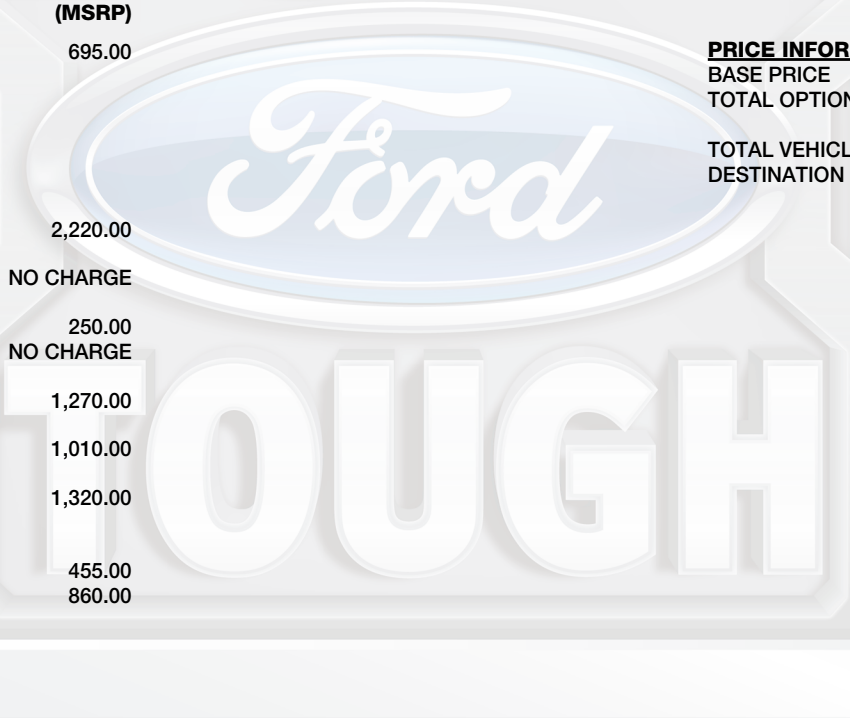 (MSRP)
695.00
2,220.00
NO CHARGE
250.00
NO CHARGE
1,270.00
1,010.00
1,320.00
455.00
860.00
PRICE INFOR
BASE PRICE
TOTAL OPTION
TOTAL VEHICL
DESTINATION
Ford
TOUGH